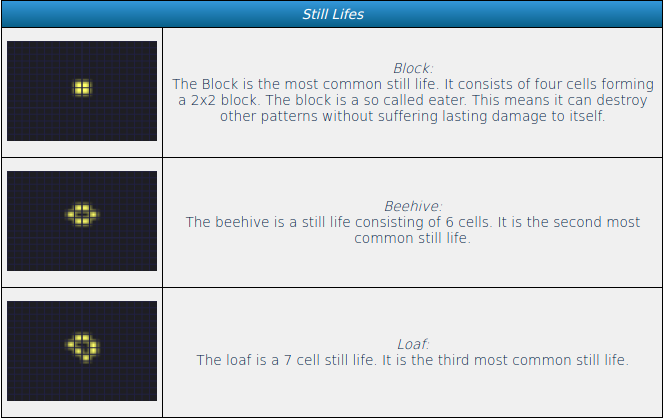 Still Lifes
Block:
The Block is the most common still life. It consists of four cells forming
a 2x2 block. The block is a so called eater. This means it can destroy
other patterns without suffering lasting damage to itself.
Beehive:
The beehive is a still life consisting of 6 cells. It is the second most
common still life.
Loaf:
The loaf is a 7 cell still life. It is the third most common still life.